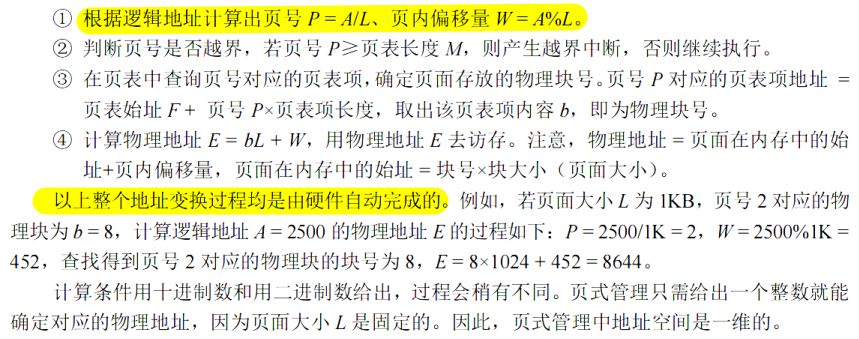 ① 根据逻辑地址计算出页号 P = A/L、页内偏移量 W = A%L。
② 判断页号是否越界，若页号 P≥页表长度 M，则产生越界中断，否则继续执行。
③ 在页表中查询页号对应的页表项，确定页面存放的物理块号。页号 P 对应的页表项地址 =
页表始址 F + 页号 P×页表项长度，取出该页表项内容 b，即为物理块号。
④ 计算物理地址 E = bL + W，用物理地址 E 去访存。注意，物理地址 = 页面在内存中的始
址+页内偏移量，页面在内存中的始址 = 块号×块大小（页面大小）。
以上整个地址变换过程均是由硬件自动完成的。例如，若页面大小 L 为 1KB，页号 2 对应的物
理块为 b = 8，计算逻辑地址 A = 2500 的物理地址 E 的过程如下：P = 2500/1K = 2，W = 2500%1K =
452，查找得到页号 2 对应的物理块的块号为 8，E = 8×1024 + 452 = 8644。
计算条件用十进制数和用二进制数给出，过程会稍有不同。页式管理只需给出一个整数就能
确定对应的物理地址，因为页面大小 L 是固定的。因此，页式管理中地址空间是一维的。